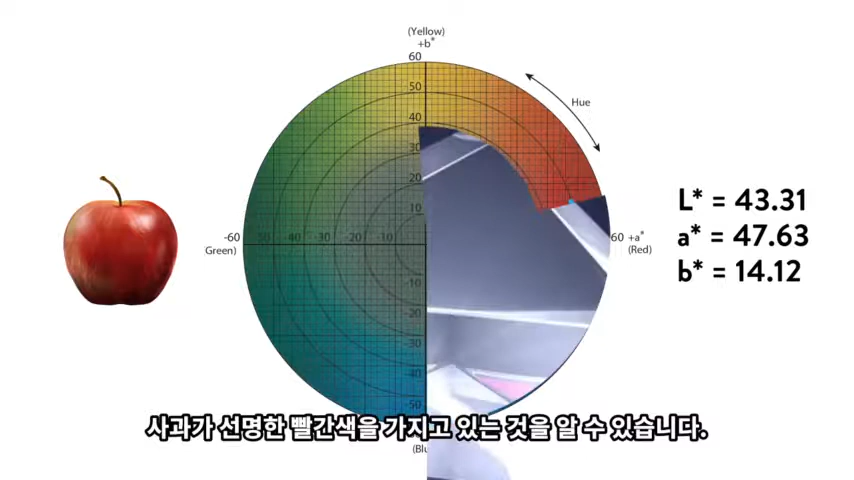 (Yellow)
+b*
60
50
40
30
20
10
Hue
-60 50 40 -30 -20 -10
Green)
60 +a*
(Red)
-10
-20
-30
-40
-50
L* = 43.31
a* = 47.63
b* = 14.12
사과가 선명한 빨간색을 가지고 있는 것을 알 수 있습니다.